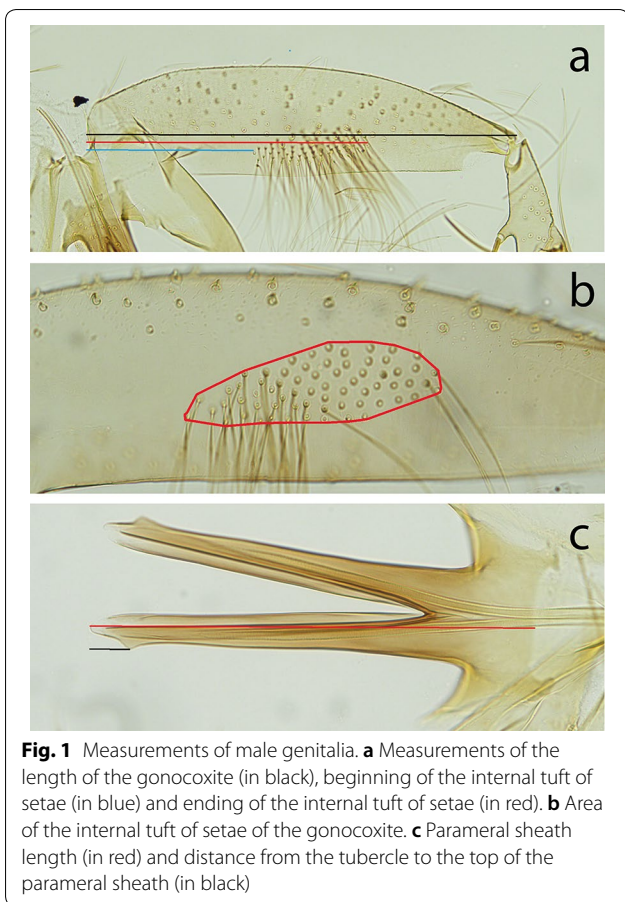 a
b
c
Fig. 1 Measurements of male genitalia. a Measurements of the
length of the gonocoxite (in black), beginning of the internal tuft of
setae (in blue) and ending of the internal tuft of setae (in red). b Area
of the internal tuft of setae of the gonocoxite. c Parameral sheath
length (in red) and distance from the tubercle to the top of the
parameral sheath (in black)